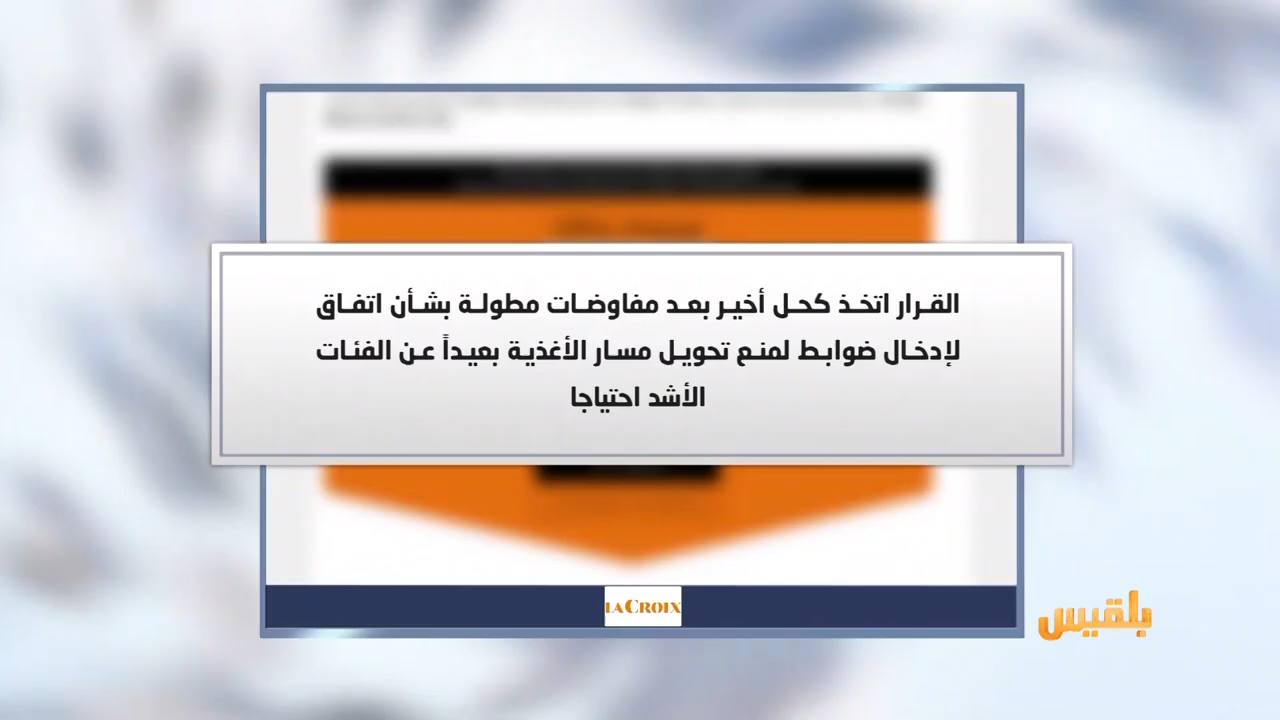 القرار اتخذ كحل أخير بعد مفاوضات مطولة بشأن اتفاق
لإدخال ضوابط لمنع تحويل مسار الأغذية بعيداً عن الفئات
الأشد احتياجا
LACROIX
بلقيس